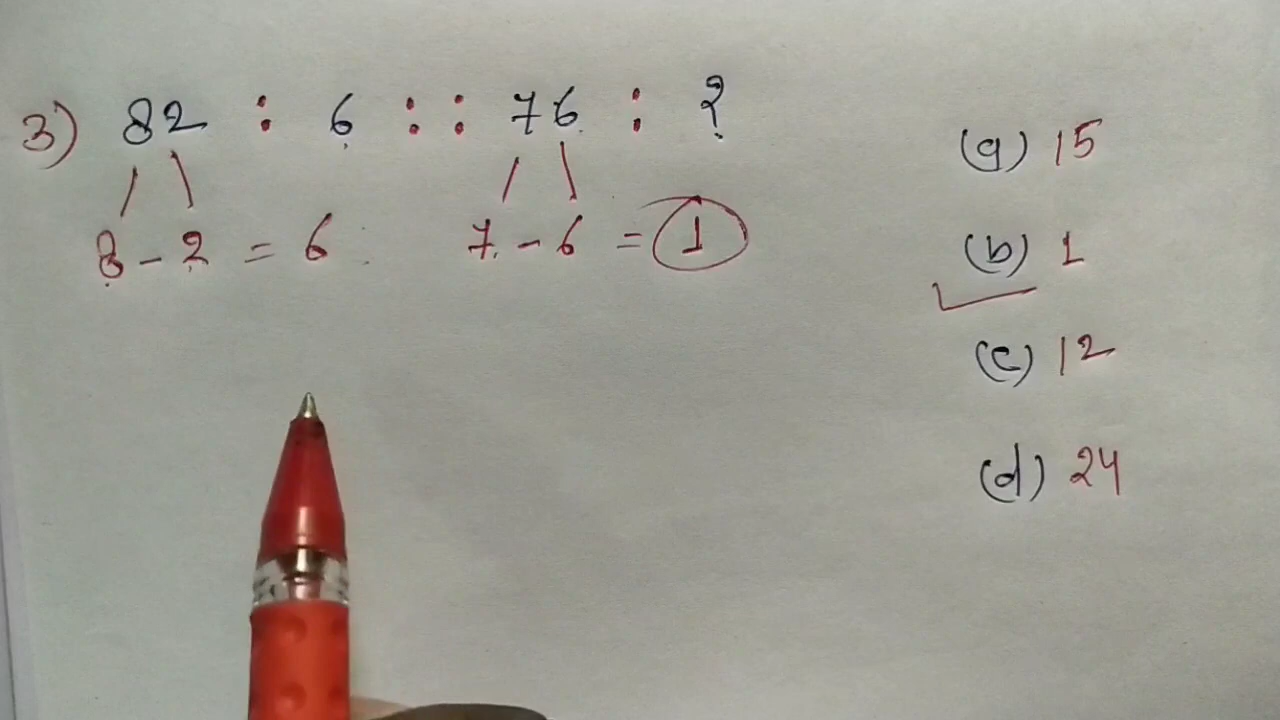 3) 82 : 6 :: 76 : ?
8 - 2 = 6
7 - 6 = 1
(a) 15
(b) 1
(c) 12
(d) 24